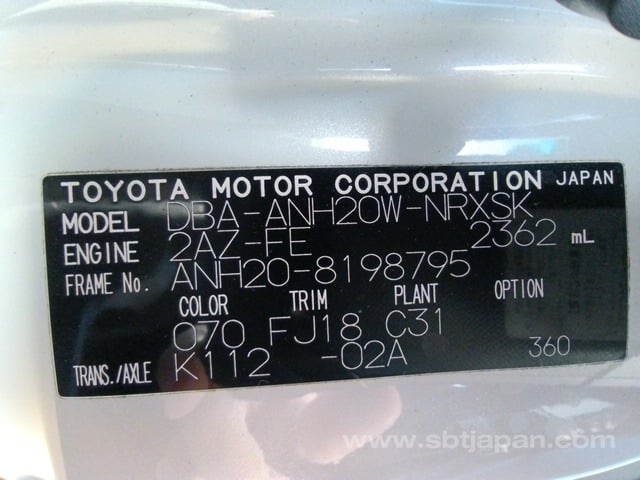 TOYOTA MOTOR CORPORATION JAPAN
MODEL DBA-ANH20W-NRXSK
ENGINE 2AZ-FE 2362 mL
FRAME No. ANH20-8198795
COLOR TRIM PLANT OPTION
070 FJ18 C31
TRANS./AXLE K112 -02A 360
www.sbtjapan.com